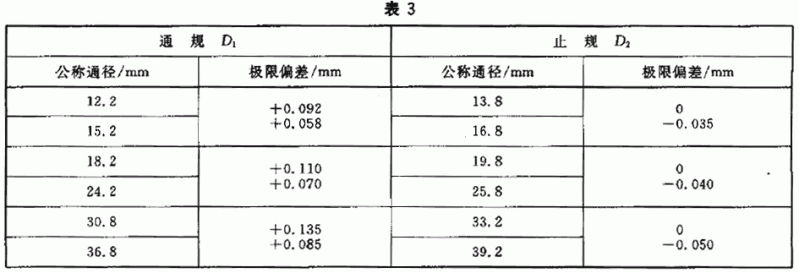 表 3
通 规 D₁ 止 规 D₂
公称通径/mm 极限偏差/mm 公称通径/mm 极限偏差/mm
12.2 +0.092 +0.058 13.8 0 −0.035
15.2 16.8
18.2 +0.110 +0.070 19.8 0 −0.040
24.2 25.8
30.8 +0.135 +0.085 33.2 0 −0.050
36.8 39.2